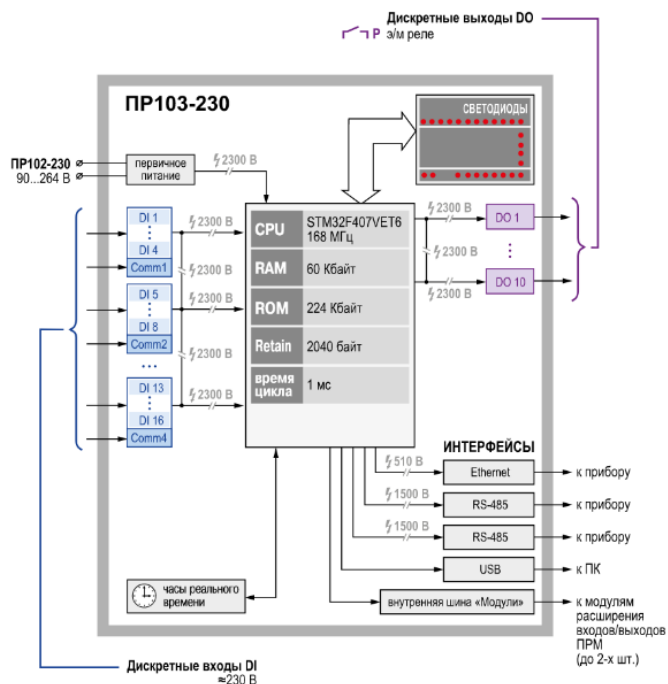 Дискретные выходы DO
Р э/м реле
ПР103-230
СВЕТОДИОДЫ
ПР102-230
90...264 В
первичное
питание
2300 В
DI 1
DI 4
Comm1
2300 В
2300 В
DI 5
DI 8
Comm2
2300 В
2300 В
...
DI 13
DI 16
Comm4
2300 В
CPU STM32F407VET6
168 МГц
RAM 60 Кбайт
ROM 224 Кбайт
Retain 2040 байт
время
цикла
1 мс
2300 В
DO 1
2300 В
DO 10
2300 В
ИНТЕРФЕЙСЫ
510 В Ethernet к прибору
1500 В RS-485 к прибору
1500 В RS-485 к прибору
USB к ПК
внутренняя шина «Модули» к модулям
расширения
входов/выходов
ПРМ
(до 2-х шт.)
часы реального
времени
Дискретные входы DI
≈230 В